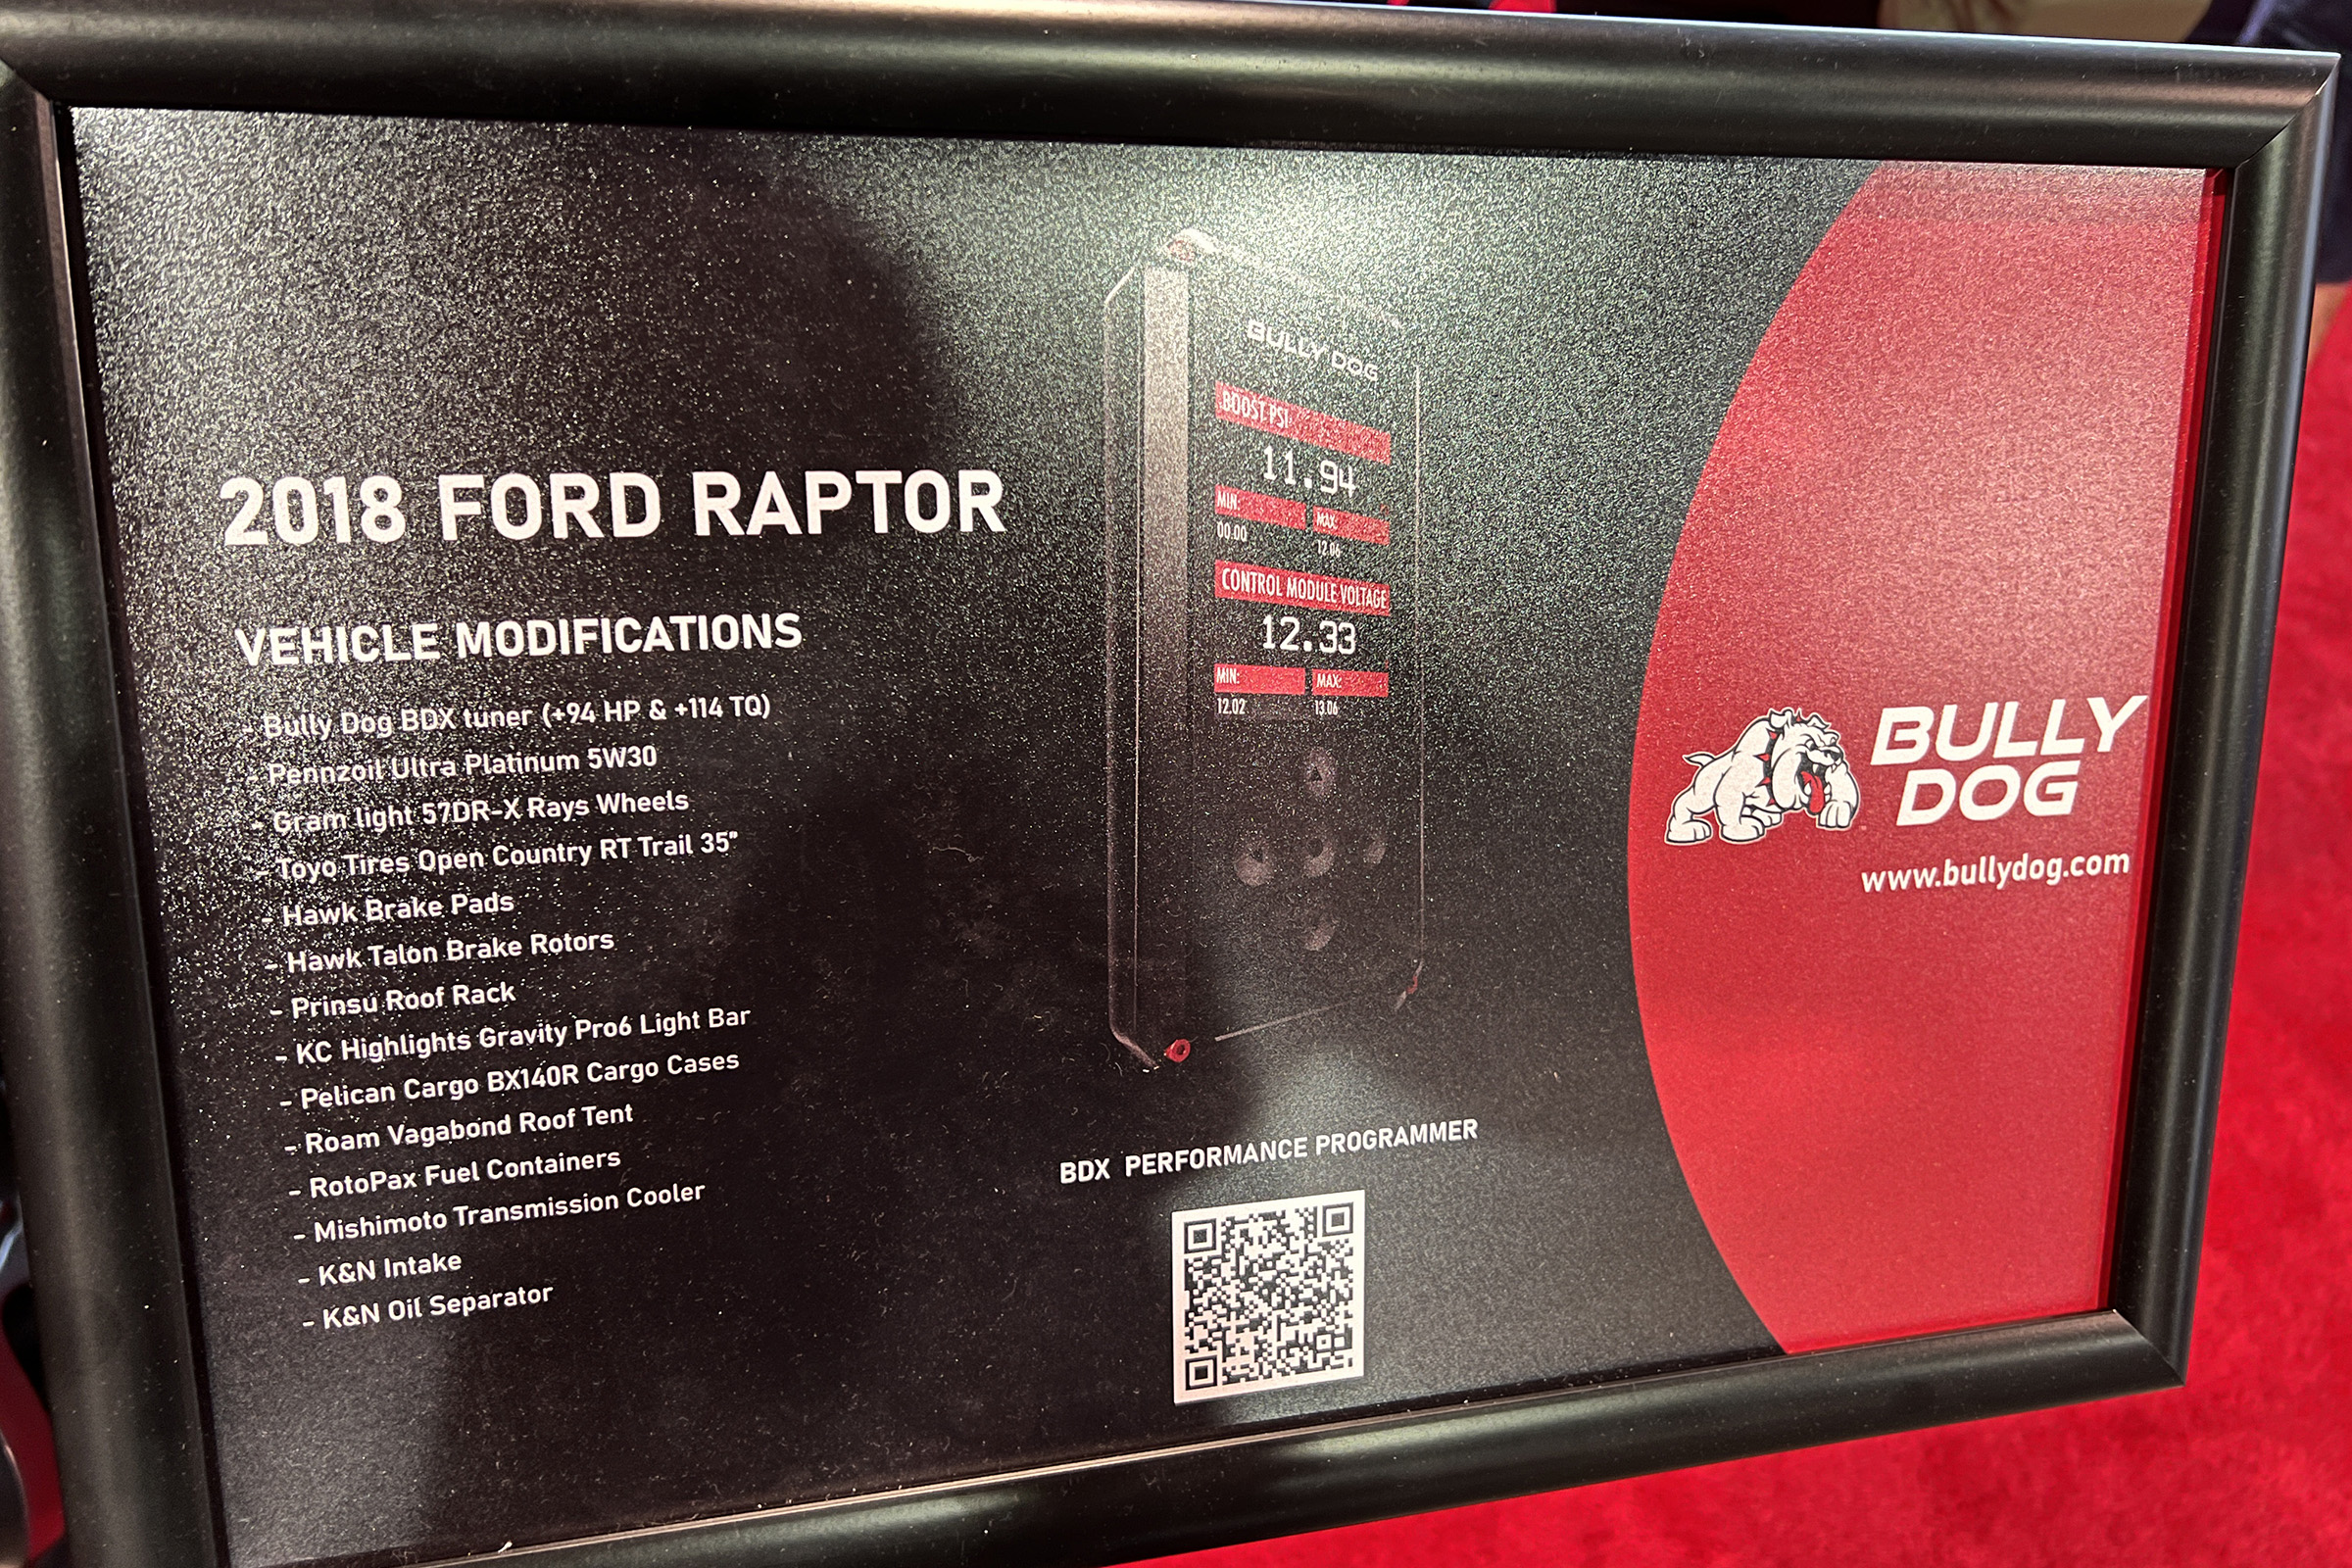 2018 FORD RAPTOR
VEHICLE MODIFICATIONS
- Bully Dog BDX tuner (+94 HP & +114 TQ)
- Pennzoil Ultra Platinum 5W30
- Gram light 57DR-X Rays Wheels
- Toyo Tires Open Country RT Trail 35"
- Hawk Brake Pads
- Hawk Talon Brake Rotors
- Prinsu Roof Rack
- KC Highlights Gravity Pro6 Light Bar
- Pelican Cargo BX140R Cargo Cases
- Roam Vagabond Roof Tent
- RotoPax Fuel Containers
- Mishimoto Transmission Cooler
- K&N Intake
- K&N Oil Separator
BULLY DOG
BOOST PSI:
11.94
MIN: MAX:
00.00 12.06
CONTROL MODULE VOLTAGE
12.33
MIN: MAX:
12.02 13.06
BDX PERFORMANCE PROGRAMMER
BULLY
DOG
www.bullydog.com